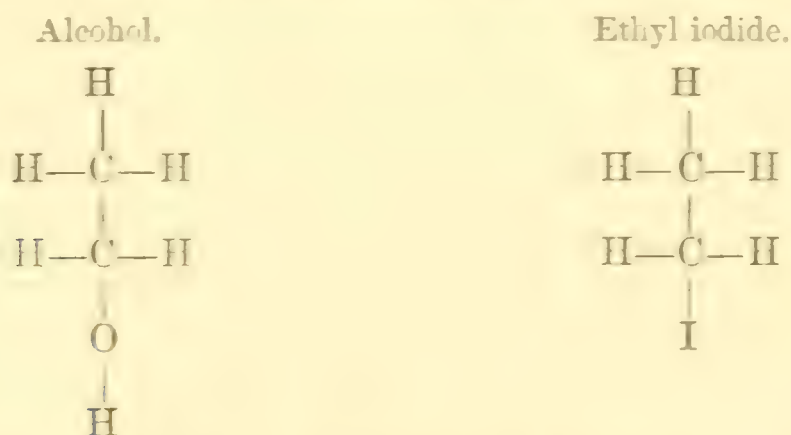 Alcohol. Ethyl iodide.
H H
H—C—H H—C—H
H—C—H H—C—H
O I
H